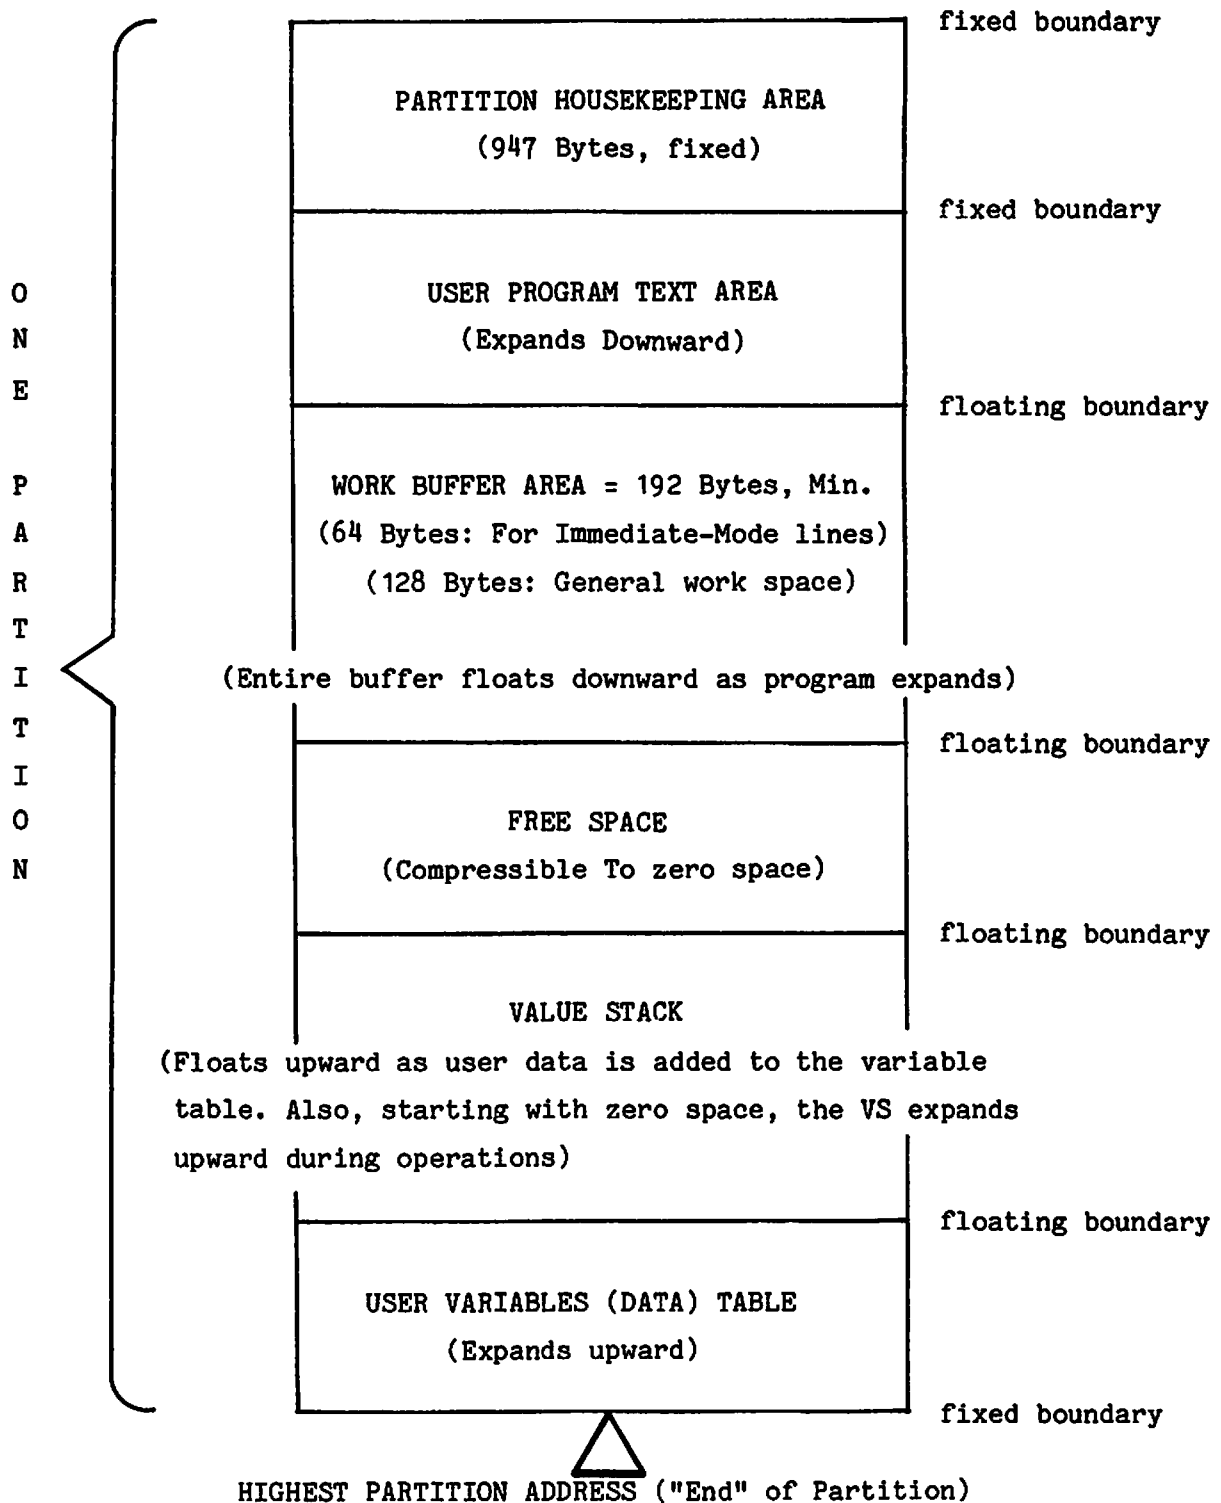 fixed boundary
PARTITION HOUSEKEEPING AREA
(947 Bytes, fixed)
fixed boundary
USER PROGRAM TEXT AREA
(Expands Downward)
floating boundary
ONE PARTITION
WORK BUFFER AREA = 192 Bytes, Min.
(64 Bytes: For Immediate-Mode lines)
(128 Bytes: General work space)
(Entire buffer floats downward as program expands)
floating boundary
FREE SPACE
(Compressible To zero space)
floating boundary
VALUE STACK
(Floats upward as user data is added to the variable
table. Also, starting with zero space, the VS expands
upward during operations)
floating boundary
USER VARIABLES (DATA) TABLE
(Expands upward)
fixed boundary
HIGHEST PARTITION ADDRESS ("End" of Partition)